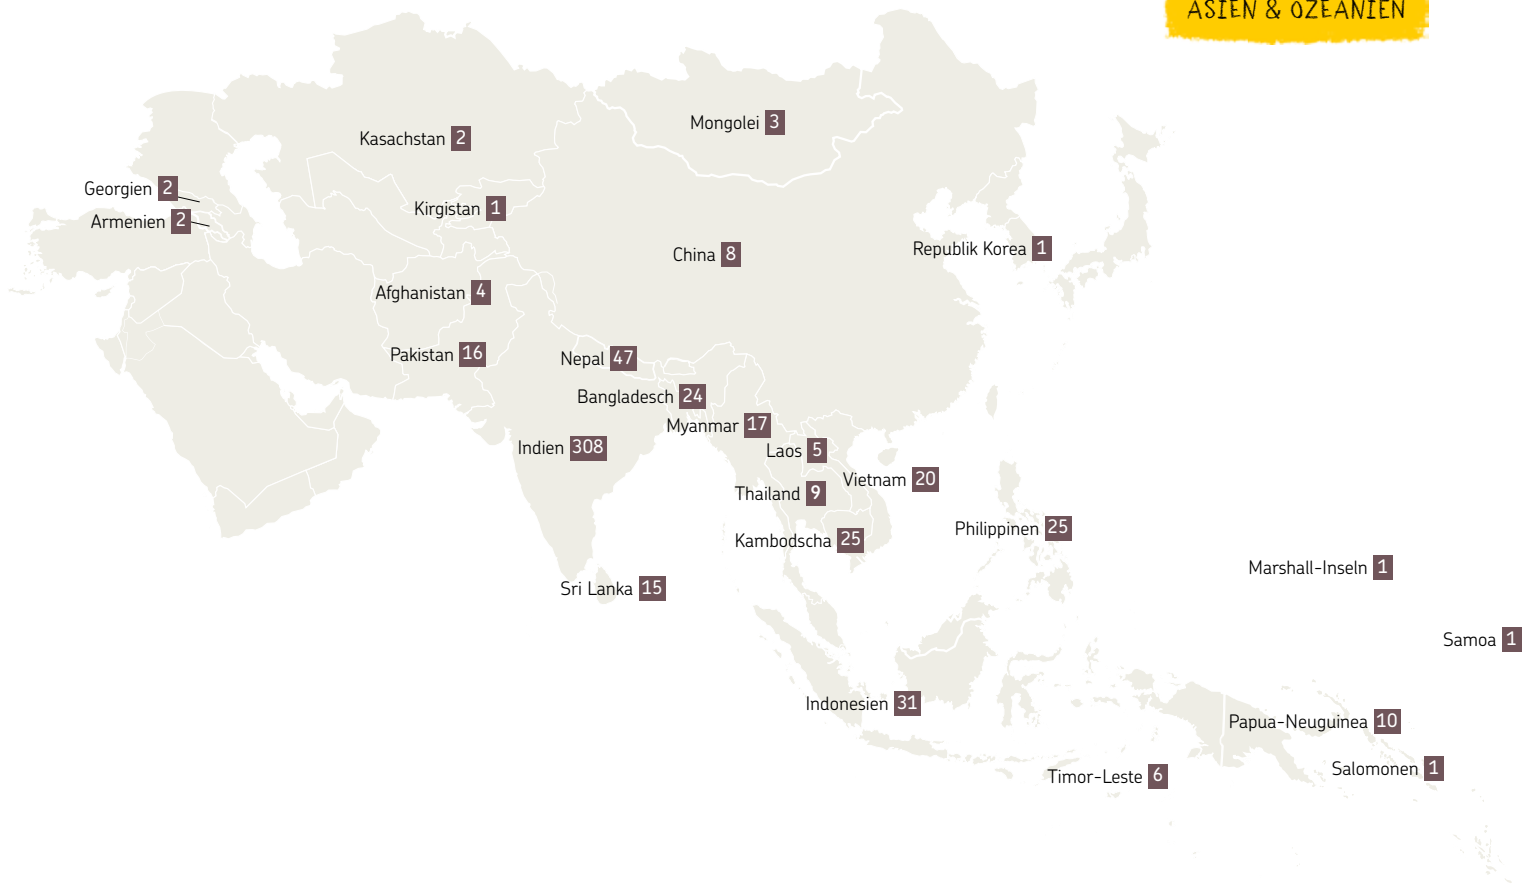 ASIEN & OZEANIEN
Mongolei 3
Kasachstan 2
Georgien 2
Kirgistan 1
Armenien 2
Republik Korea 1
China 8
Afghanistan 4
Pakistan 16
Nepal 47
Bangladesch 24
Myanmar 17
Indien 308
Laos 5
Vietnam 20
Thailand 9
Philippinen 25
Kambodscha 25
Marshall-Inseln 1
Sri Lanka 15
Samoa 1
Indonesien 31
Papua-Neuguinea 10
Salomonen 1
Timor-Leste 6